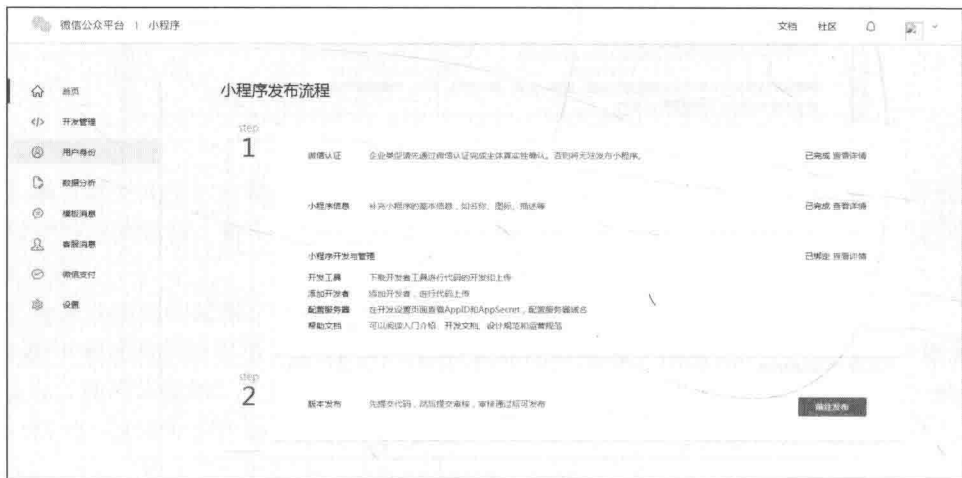 微信公众平台 | 小程序
文档 社区
首页
开发管理
用户身份
数据分析
模板消息
客服消息
微信支付
设置
小程序发布流程
step
1
微信认证 企业类型请先通过微信认证完成主体真实性确认。否则将无法发布小程序。 已完成 查看详情
小程序信息 补充小程序的基本信息，如名称、图标、描述等 已完成 查看详情
小程序开发与管理 已绑定 查看详情
开发工具 下载开发者工具进行代码的开发和上传
添加开发者 添加开发者，进行代码上传
配置服务器 在开发设置页面查看AppID和AppSecret，配置服务器域名
帮助文档 可以阅读入门介绍、开发文档、设计规范和运营规范
step
2
版本发布 先提交代码，然后提交审核，审核通过后可发布 前往发布